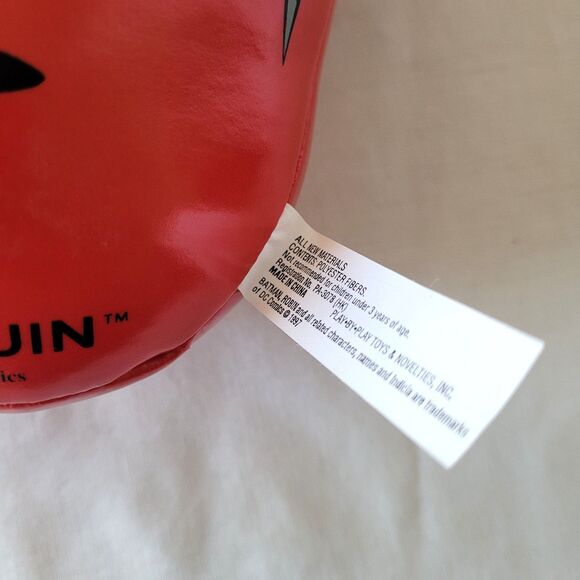 UIN™
ics
ALL NEW MATERIALS
CONTENTS: POLYESTER FIBERS
Not recommended for children under 3 years of age.
Registration No. PA-3078 (HK)
MADE IN CHINA PLAY•BY•PLAY TOYS & NOVELTIES, INC.
BATMAN, ROBIN and all related characters, names and Indicia are trademarks
of DC Comics © 1997